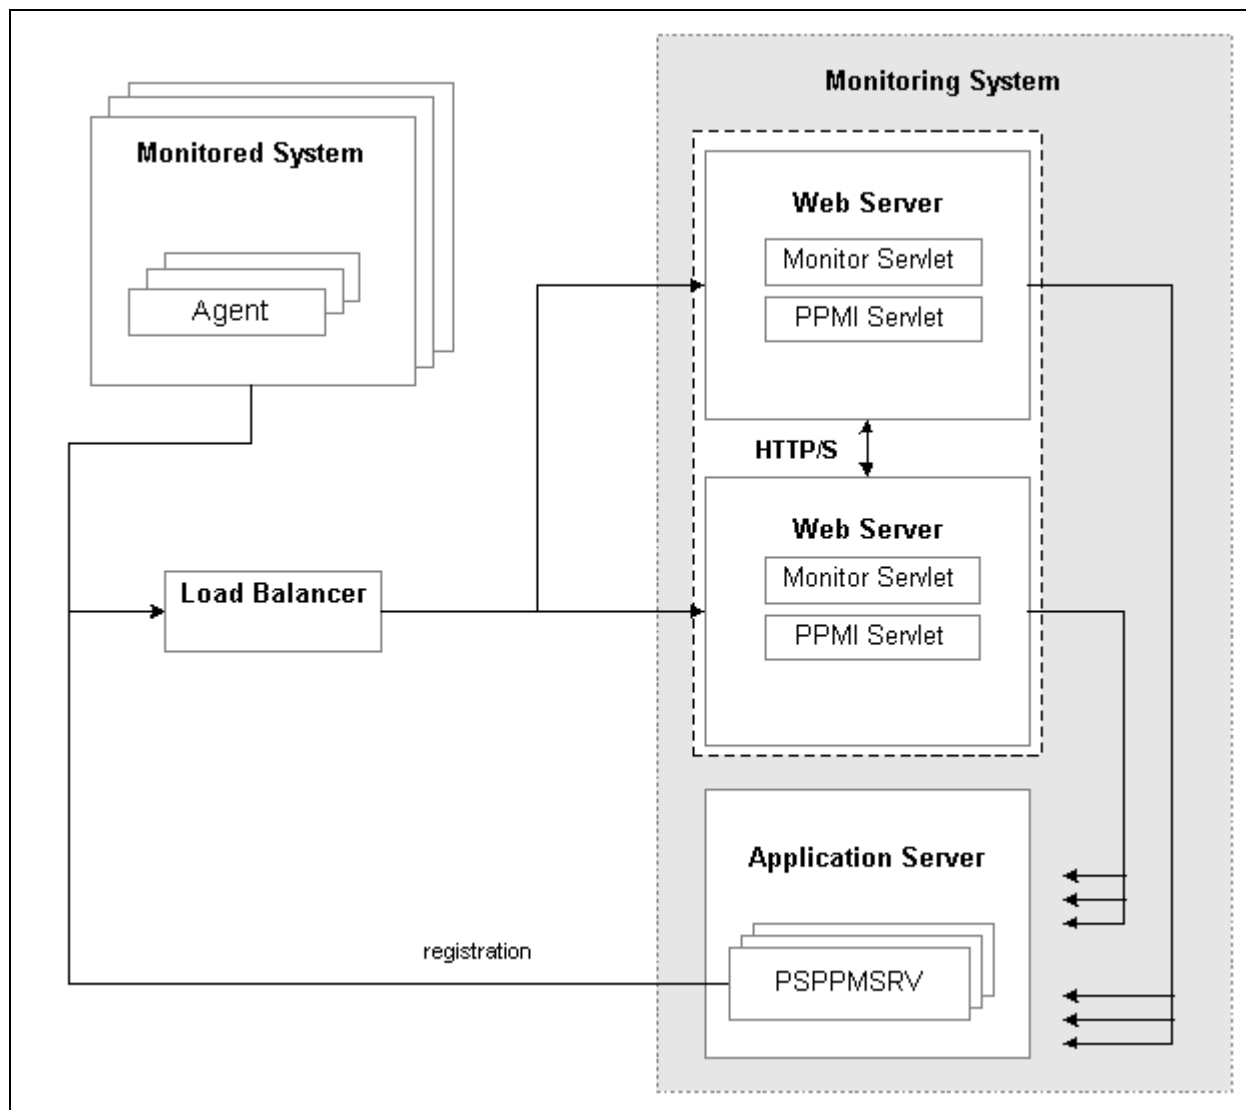 Monitoring System
Monitored System
Agent
Web Server
Monitor Servlet
PPMI Servlet
HTTP/S
Web Server
Monitor Servlet
PPMI Servlet
Load Balancer
Application Server
PSPPMSRV
registration